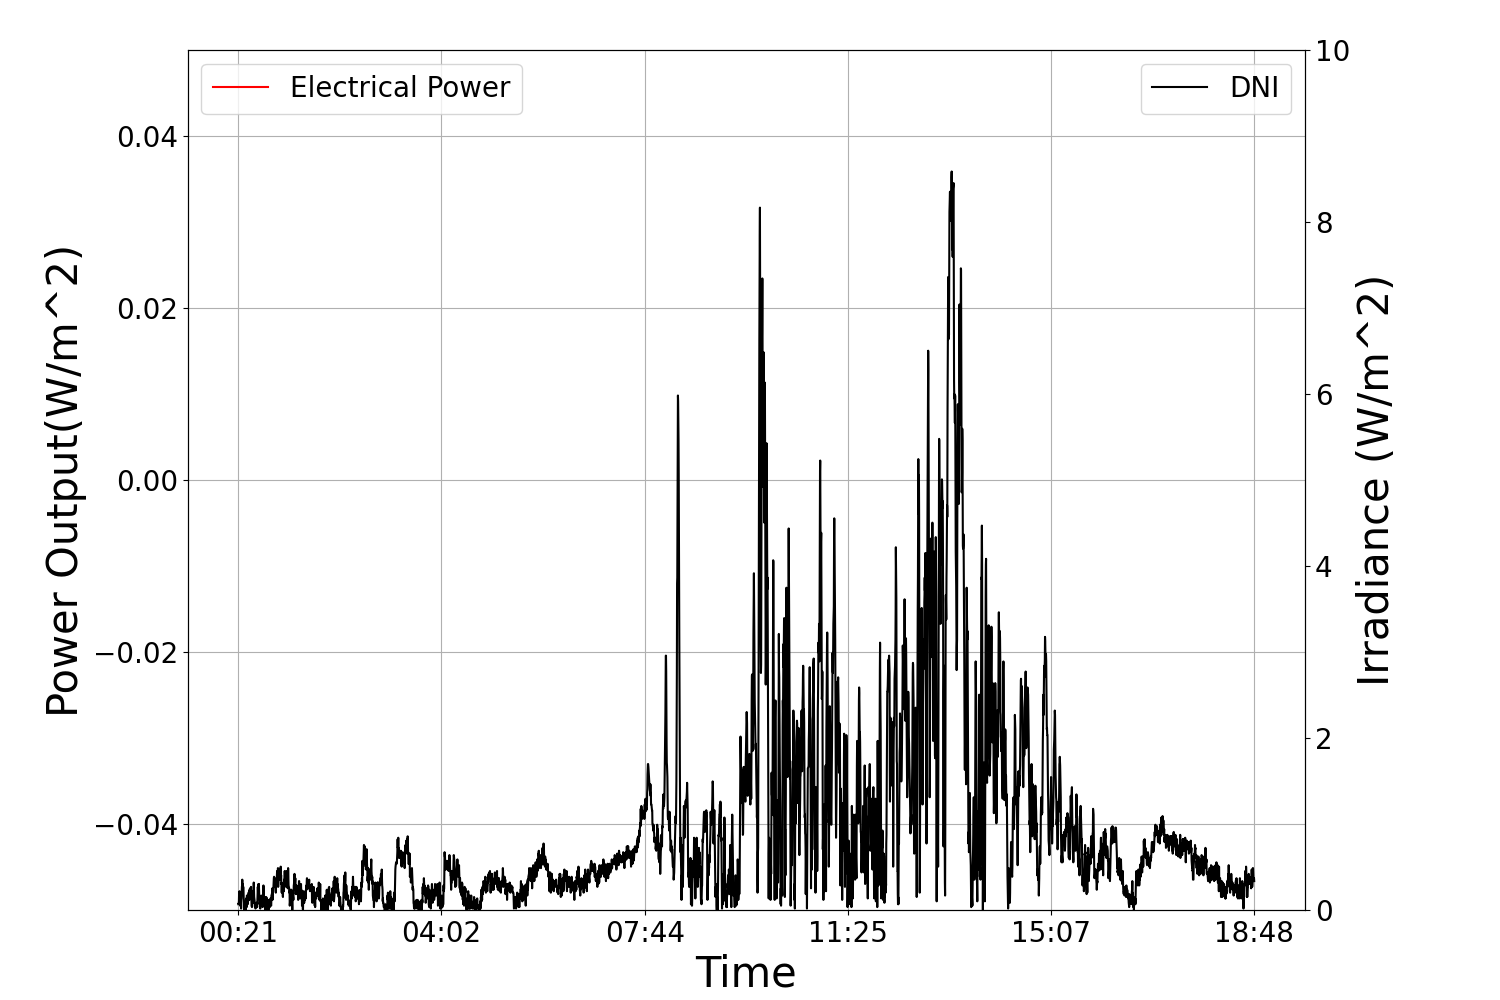 Electrical Power
DNI
Power Output(W/m^2)
0.04
0.02
0.00
−0.02
−0.04
10
8
6
4
2
0
Irradiance (W/m^2)
00:21 04:02 07:44 11:25 15:07 18:48
Time